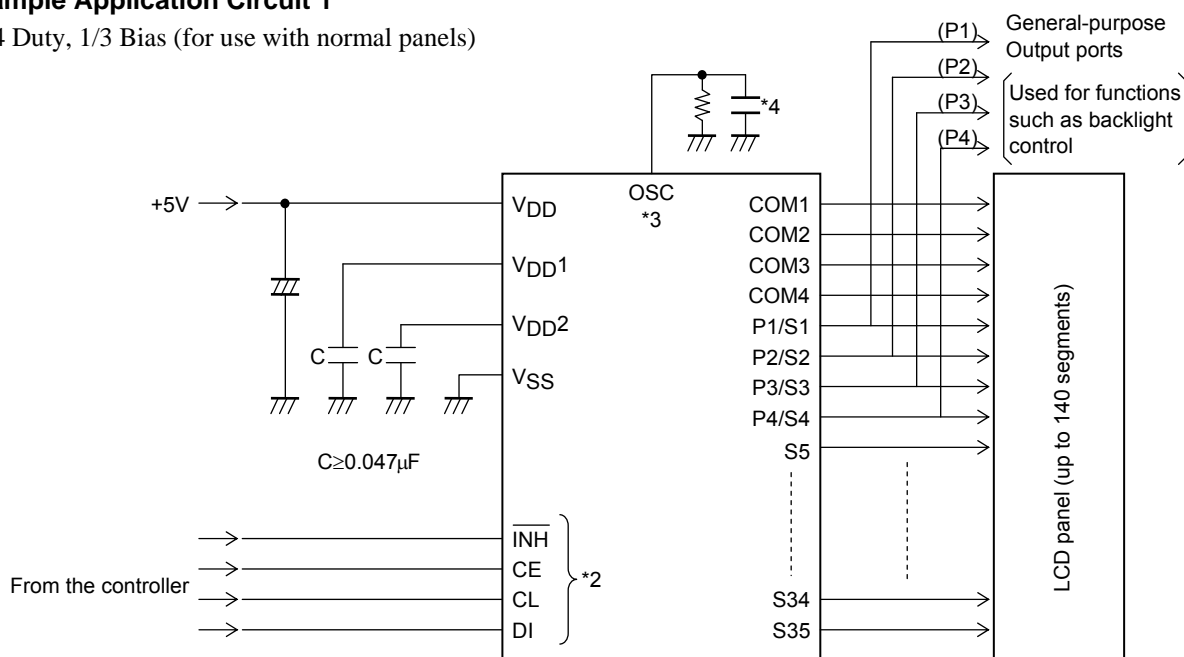 ample Application Circuit 1
4 Duty, 1/3 Bias (for use with normal panels)
(P1)
General-purpose
Output ports
(P2)
(P3)
(P4)
Used for functions
such as backlight
control
*4
OSC
*3
+5V
VDD
VDD1
VDD2
VSS
C
C
C≥0.047μF
COM1
COM2
COM3
COM4
P1/S1
P2/S2
P3/S3
P4/S4
S5
S34
S35
LCD panel (up to 140 segments)
From the controller
INH
CE
CL
DI
*2